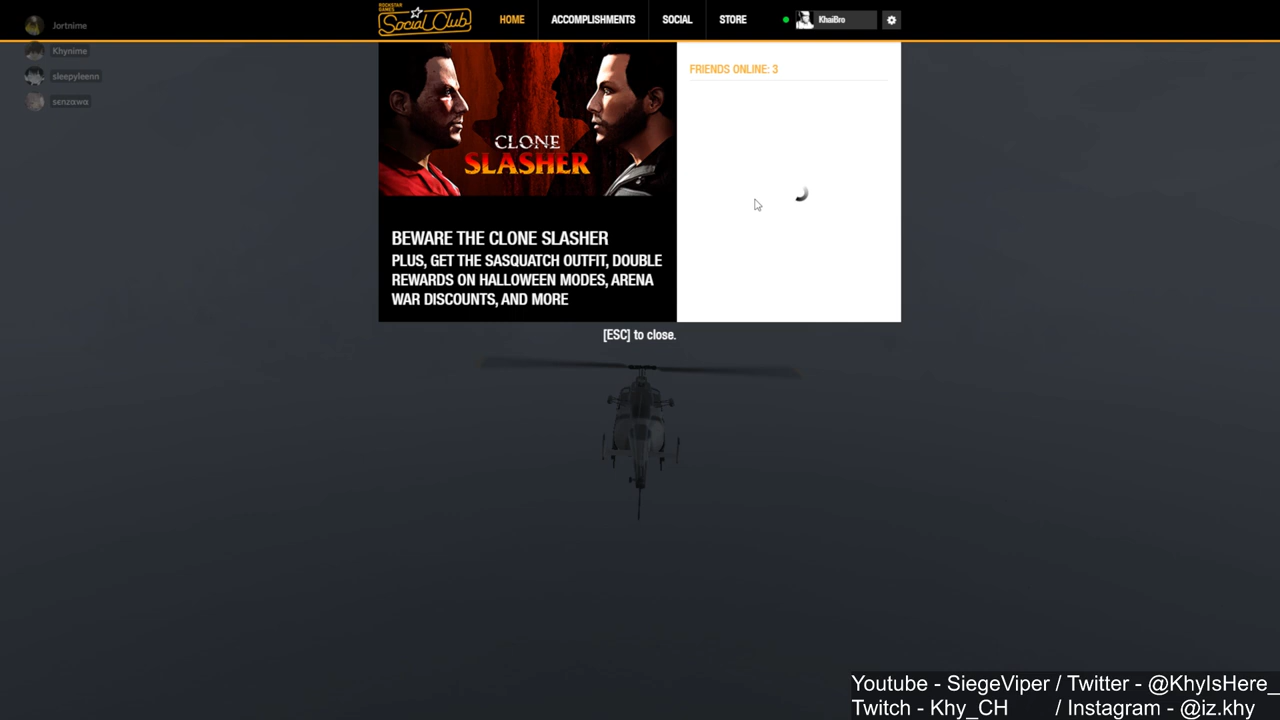 Jortnime
Khynime
sleepyleenn
senzawa
ROCKSTAR
GAMES
Social Club
HOME
ACCOMPLISHMENTS
SOCIAL
STORE
KhaiBro
CLONE
SLASHER
BEWARE THE CLONE SLASHER
PLUS, GET THE SASQUATCH OUTFIT, DOUBLE
REWARDS ON HALLOWEEN MODES, ARENA
WAR DISCOUNTS, AND MORE
FRIENDS ONLINE: 3
[ESC] to close.
Youtube - SiegeViper / Twitter - @KhyIsHere_
Twitch - Khy_CH / Instagram - @iz.khy